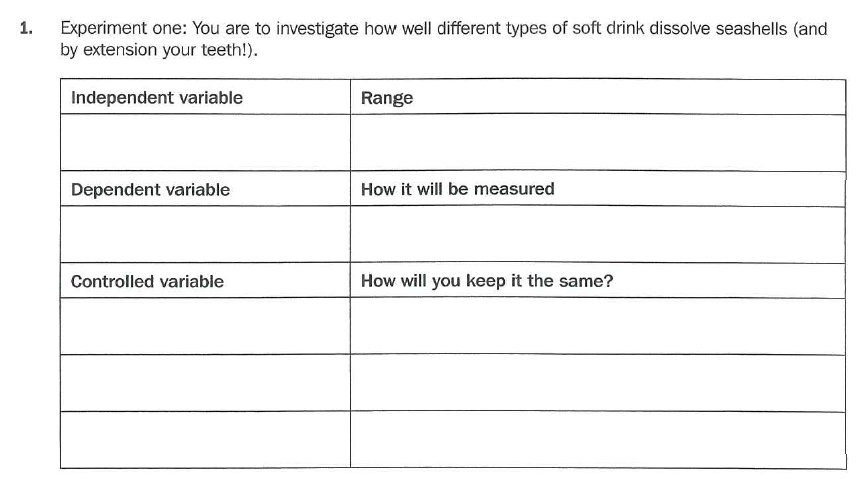 1. Experiment one: You are to investigate how well different types of soft drink dissolve seashells (and
by extension your teeth!).
Independent variable Range
Dependent variable How it will be measured
Controlled variable How will you keep it the same?